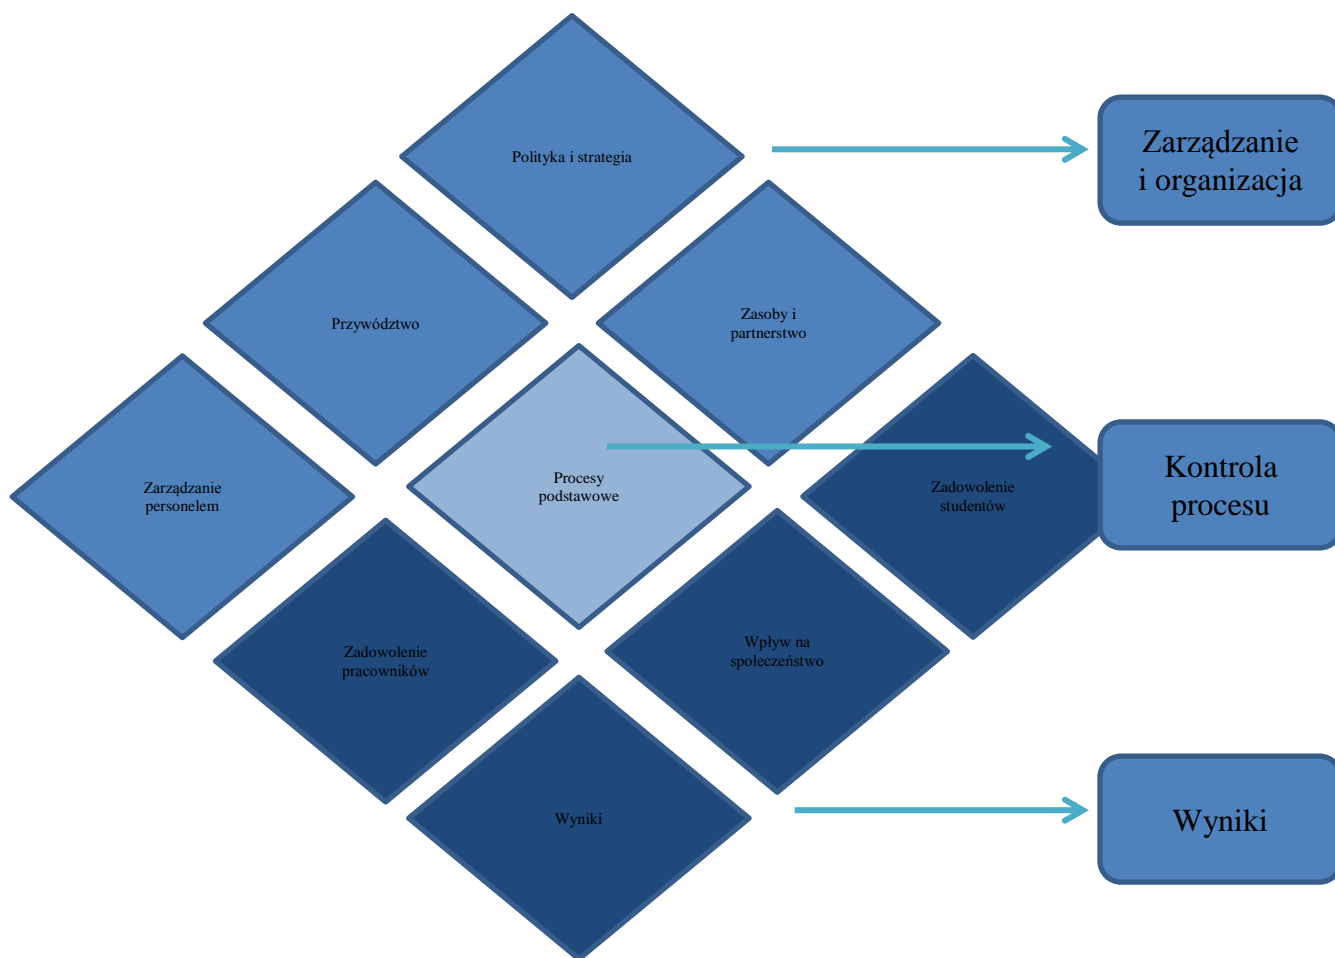 Polityka i strategia
Zarządzanie
i organizacja
Przywództwo
Zasoby i
partnerstwo
Zarządzanie
personelem
Procesy
podstawowe
Zadowolenie
studentów
Kontrola
procesu
Zadowolenie
pracowników
Wpływ na
społeczeństwo
Wyniki
Wyniki